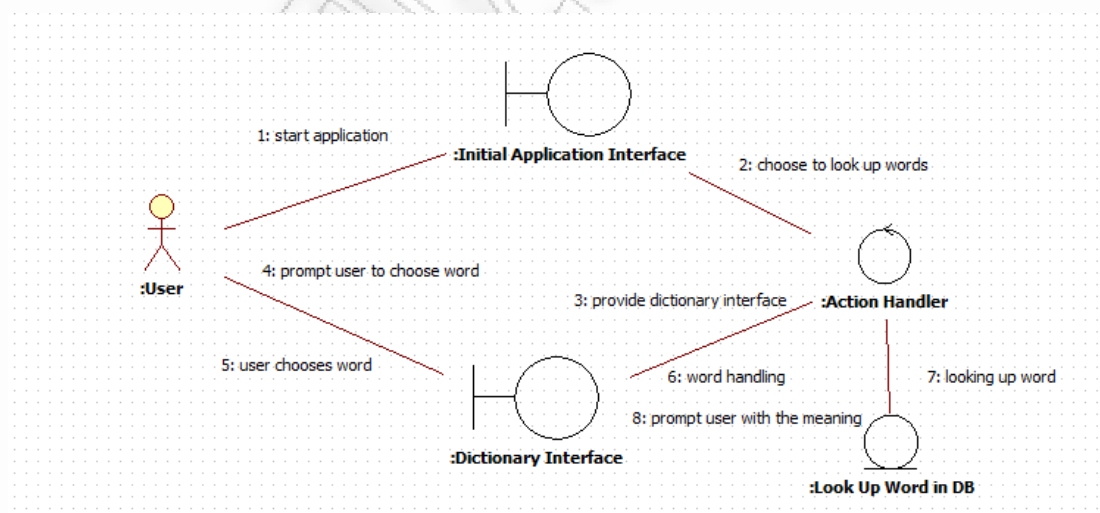 1: start application
:Initial Application Interface
2: choose to look up words
4: prompt user to choose word
:User
3: provide dictionary interface
:Action Handler
5: user chooses word
6: word handling
7: looking up word
8: prompt user with the meaning
:Dictionary Interface
:Look Up Word in DB